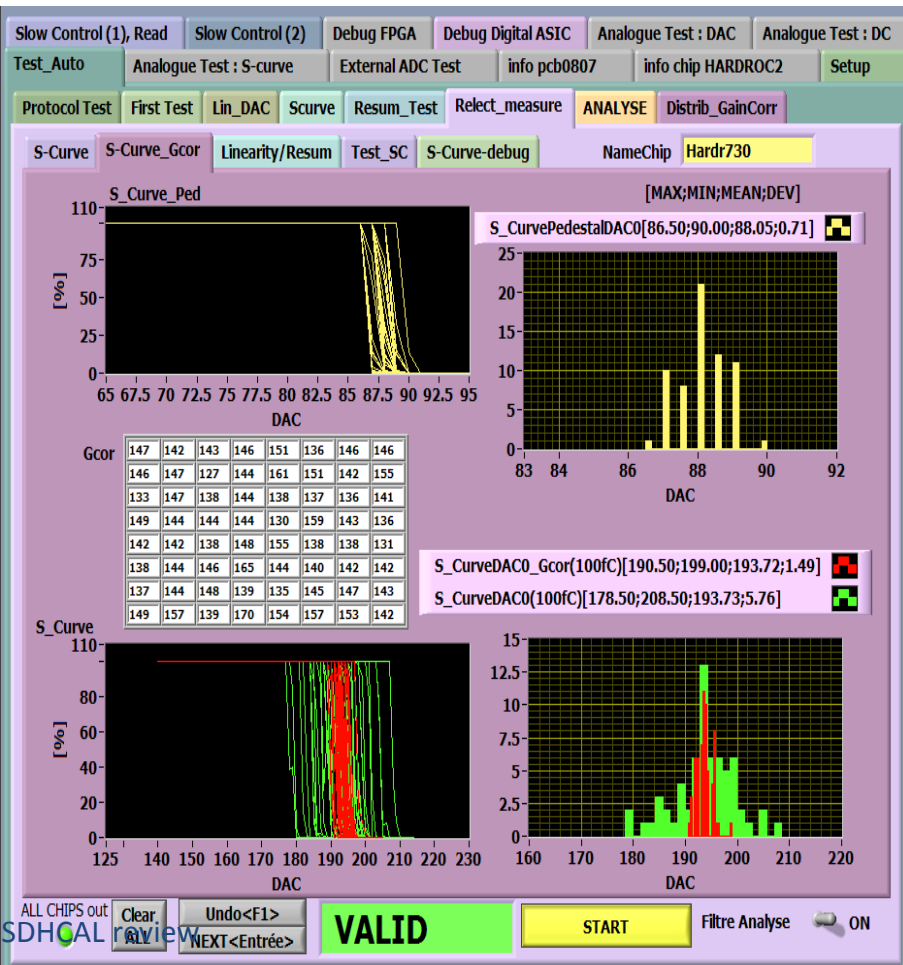 Slow Control (1), Read Slow Control (2) Debug FPGA Debug Digital ASIC Analogue Test : DAC Analogue Test : DC
Test_Auto Analogue Test : S-curve External ADC Test info pcb0807 info chip HARDROC2 Setup
Protocol Test First Test Lin_DAC Scurve Resum_Test Relect_measure ANALYSE Distrib_GainCorr
S-Curve S-Curve_Gcor Linearity/Resum Test_SC S-Curve-debug NameChip Hardr730
S_Curve_Ped [MAX;MIN;MEAN;DEV]
S_CurvePedestalDAC0[86.50;90.00;88.05;0.71]
110
75
50
25
0
[%]
65 67.5 70 72.5 75 77.5 80 82.5 85 87.5 90 92.5 95
DAC
25
20
15
10
5
0
83 84 86 88 90 92
DAC
Gcor
147 142 143 146 151 136 146 146
146 147 127 144 161 151 142 155
133 147 138 144 138 137 136 141
149 144 144 144 130 159 143 136
142 142 138 148 155 138 138 131
138 144 146 165 144 140 142 142
137 144 148 139 135 145 147 143
149 157 139 170 154 157 153 142
S_CurveDAC0_Gcor(100fC)[190.50;199.00;193.72;1.49]
S_CurveDAC0(100fC)[178.50;208.50;193.73;5.76]
S_Curve
110
80
60
40
20
0
[%]
125 140 150 160 170 180 190 200 210 220 230
DAC
15
12.5
10
7.5
5
2.5
0
160 170 180 190 200 210 220
DAC
ALL CHIPS out Clear ALL Undo<F1> NEXT<Entrée> VALID START Filtre Analyse ON
SDHCAL review